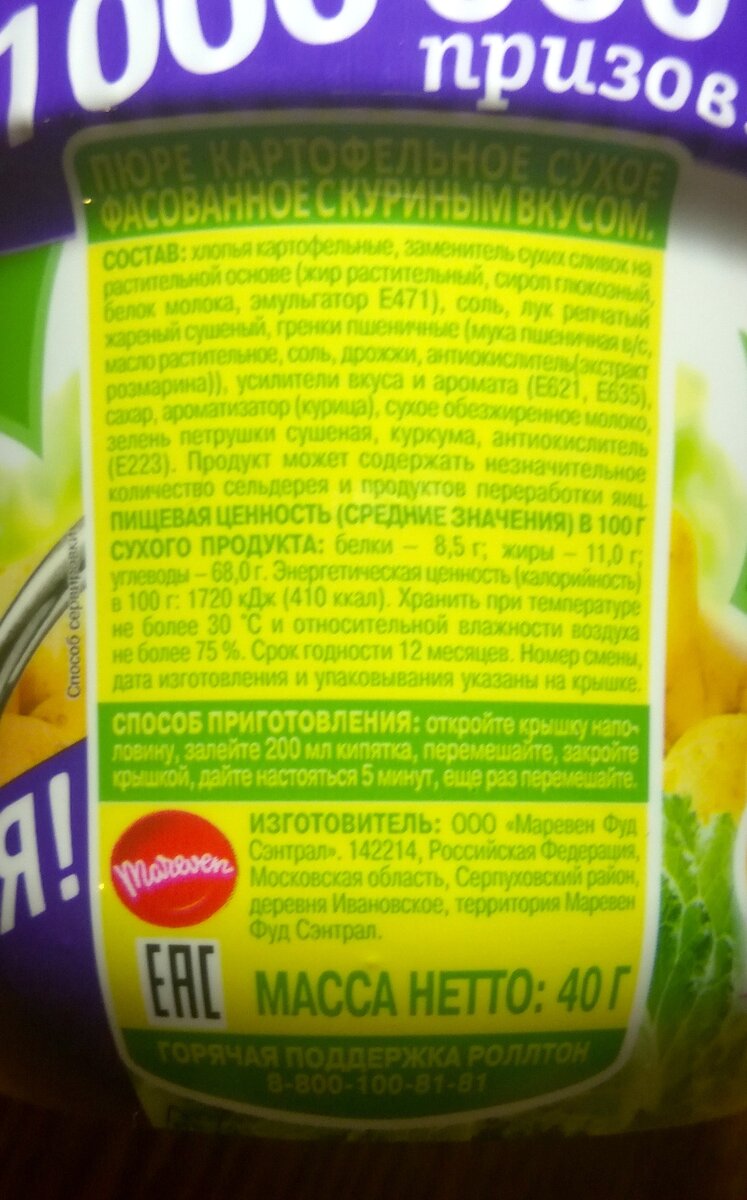 1000 000
призов.
ПЮРЕ КАРТОФЕЛЬНОЕ СУХОЕ
ФАСОВАННОЕ С КУРИНЫМ ВКУСОМ.
СОСТАВ: хлопья картофельные, заменитель сухих сливок на
растительной основе (жир растительный, сироп глюкозный,
белок молока, эмульгатор Е471), соль, лук репчатый
жареный сушеный, гренки пшеничные (мука пшеничная в/с,
масло растительное, соль, дрожжи, антиокислитель(экстракт
розмарина)), усилители вкуса и аромата (Е621, Е635),
сахар, ароматизатор (курица), сухое обезжиренное молоко,
зелень петрушки сушеная, куркума, антиокислитель
(Е223). Продукт может содержать незначительное
количество сельдерея и продуктов переработки яиц.
ПИЩЕВАЯ ЦЕННОСТЬ (СРЕДНИЕ ЗНАЧЕНИЯ) В 100 Г
СУХОГО ПРОДУКТА: белки – 8,5 г; жиры – 11,0 г;
углеводы – 68,0 г. Энергетическая ценность (калорийность)
в 100 г: 1720 кДж (410 ккал). Хранить при температуре
не более 30 °С и относительной влажности воздуха
не более 75 %. Срок годности 12 месяцев. Номер смены,
дата изготовления и упаковывания указаны на крышке.
Способ сервировки
СПОСОБ ПРИГОТОВЛЕНИЯ: откройте крышку напо-
ловину, залейте 200 мл кипятка, перемешайте, закройте
крышкой, дайте настояться 5 минут, еще раз перемешайте.
Я!
Mareven
ИЗГОТОВИТЕЛЬ: ООО «Маревен Фуд
Сэнтрал». 142214, Российская Федерация,
Московская область, Серпуховский район,
деревня Ивановское, территория Маревен
Фуд Сэнтрал.
EAC
МАССА НЕТТО: 40 Г
ГОРЯЧАЯ ПОДДЕРЖКА РОЛЛТОН
8-800-100-81-81